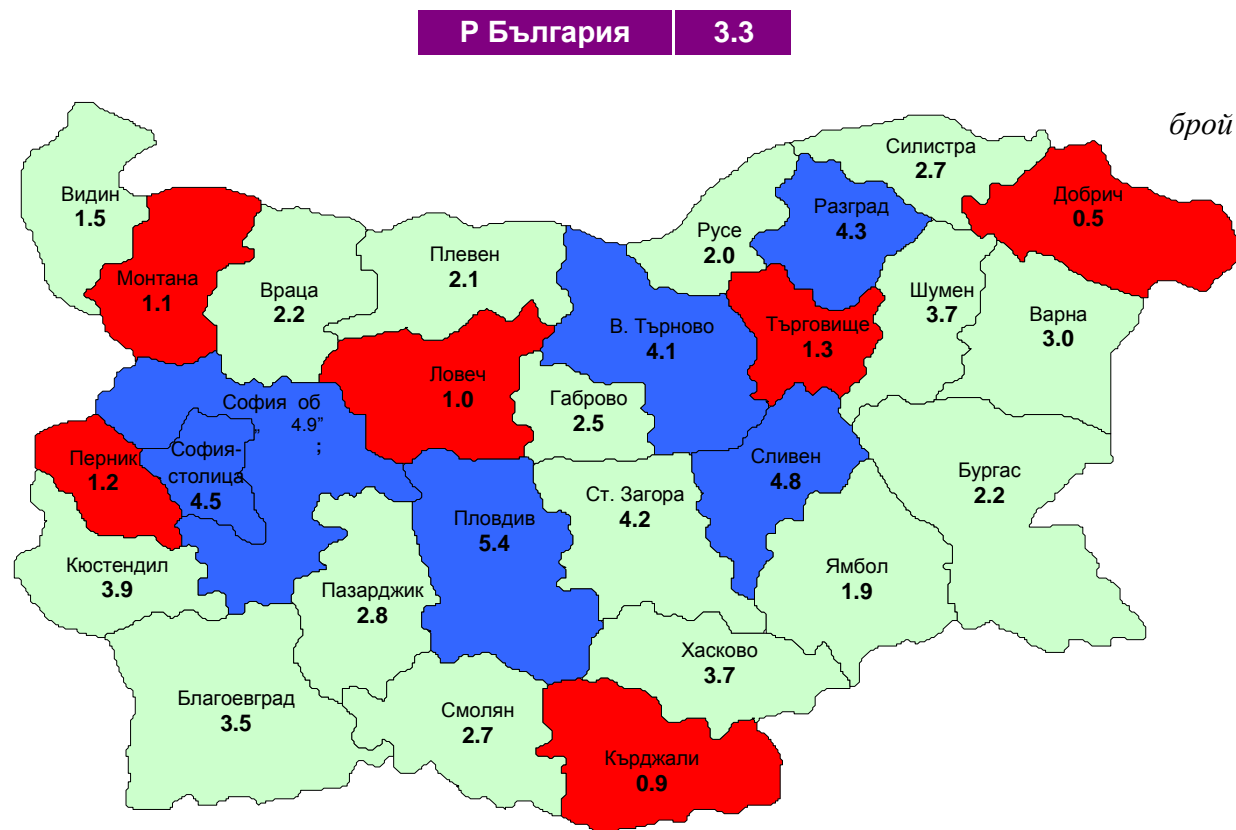 Р България 3.3
брой
Силистра
2.7
Видин
1.5
Добрич
0.5
Разград
4.3
Русе
2.0
Плевен
2.1
Монтана
1.1
Враца
2.2
Шумен
3.7
Варна
3.0
В. Търново
4.1
Търговище
1.3
Ловеч
1.0
Габрово
2.5
София об
„ 4.9"
;
София-
столица
4.5
Перник
1.2
Сливен
4.8
Бургас
2.2
Ст. Загора
4.2
Пловдив
5.4
Кюстендил
3.9
Пазарджик
2.8
Ямбол
1.9
Хасково
3.7
Благоевград
3.5
Смолян
2.7
Кърджали
0.9